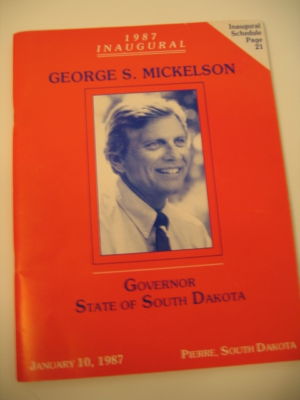 1987
INAUGURAL
Inaugural
Schedule
Page
21
GEORGE S. MICKELSON
GOVERNOR
STATE OF SOUTH DAKOTA
JANUARY 10, 1987
PIERRE, SOUTH DAKOTA